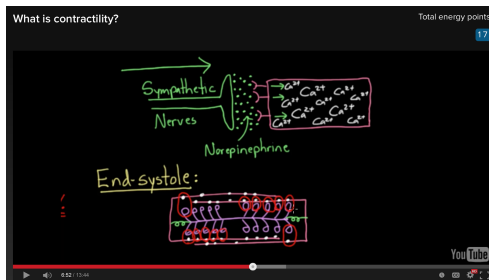 What is contractility?
Total energy points
17
Sympathetic
Nerves
Ca²⁺ Ca²⁺ Ca²⁺
Ca²⁺ Ca²⁺ Ca²⁺
Ca²⁺ Ca²⁺
Ca²⁺ Ca²⁺ Ca²⁺
Norepinephrine
End-systole:
YouTube
6:52 / 13:44